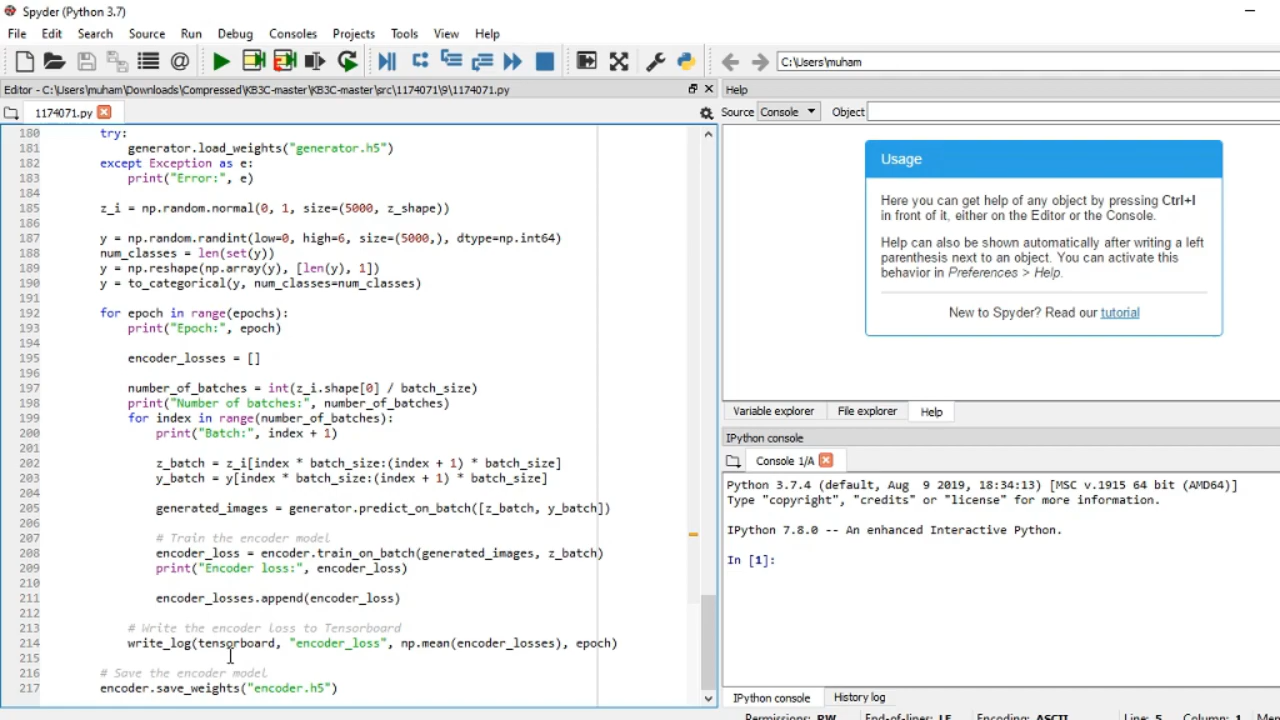 Spyder (Python 3.7)
File Edit Search Source Run Debug Consoles Projects Tools View Help
C:\Users\muham
Editor - C:\Users\muham\Downloads\Compressed\KB3C-master\KB3C-master\src\1174071\9\1174071.py
1174071.py
180 try:
181 generator.load_weights("generator.h5")
182 except Exception as e:
183 print("Error:", e)
184
185 z_i = np.random.normal(0, 1, size=(5000, z_shape))
186
187 y = np.random.randint(low=0, high=6, size=(5000,), dtype=np.int64)
188 num_classes = len(set(y))
189 y = np.reshape(np.array(y), [len(y), 1])
190 y = to_categorical(y, num_classes=num_classes)
191
192 for epoch in range(epochs):
193 print("Epoch:", epoch)
194
195 encoder_losses = []
196
197 number_of_batches = int(z_i.shape[0] / batch_size)
198 print("Number of batches:", number_of_batches)
199 for index in range(number_of_batches):
200 print("Batch:", index + 1)
201
202 z_batch = z_i[index * batch_size:(index + 1) * batch_size]
203 y_batch = y[index * batch_size:(index + 1) * batch_size]
204
205 generated_images = generator.predict_on_batch([z_batch, y_batch])
206
207 # Train the encoder model
208 encoder_loss = encoder.train_on_batch(generated_images, z_batch)
209 print("Encoder loss:", encoder_loss)
210
211 encoder_losses.append(encoder_loss)
212
213 # Write the encoder loss to Tensorboard
214 write_log(tensorboard, "encoder_loss", np.mean(encoder_losses), epoch)
215
216 # Save the encoder model
217 encoder.save_weights("encoder.h5")
Help
Source Console Object
Usage
Here you can get help of any object by pressing Ctrl+I
in front of it, either on the Editor or the Console.
Help can also be shown automatically after writing a left
parenthesis next to an object. You can activate this
behavior in Preferences > Help.
New to Spyder? Read our tutorial
Variable explorer File explorer Help
IPython console
Console 1/A
Python 3.7.4 (default, Aug  9 2019, 18:34:13) [MSC v.1915 64 bit (AMD64)]
Type "copyright", "credits" or "license" for more information.
IPython 7.8.0 -- An enhanced Interactive Python.
In [1]:
IPython console History log
Permissions: RW End-of-lines: LF Encoding: ASCII Line: 5 Column: 1